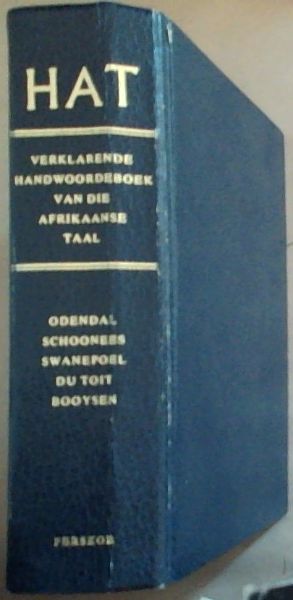 HAT
VERKLARENDE
HANDWOORDEBOEK
VAN DIE
AFRIKAANSE
TAAL
ODENDAL
SCHOONEES
SWANEPOEL
DU TOIT
BOOYSEN
PERSKOR